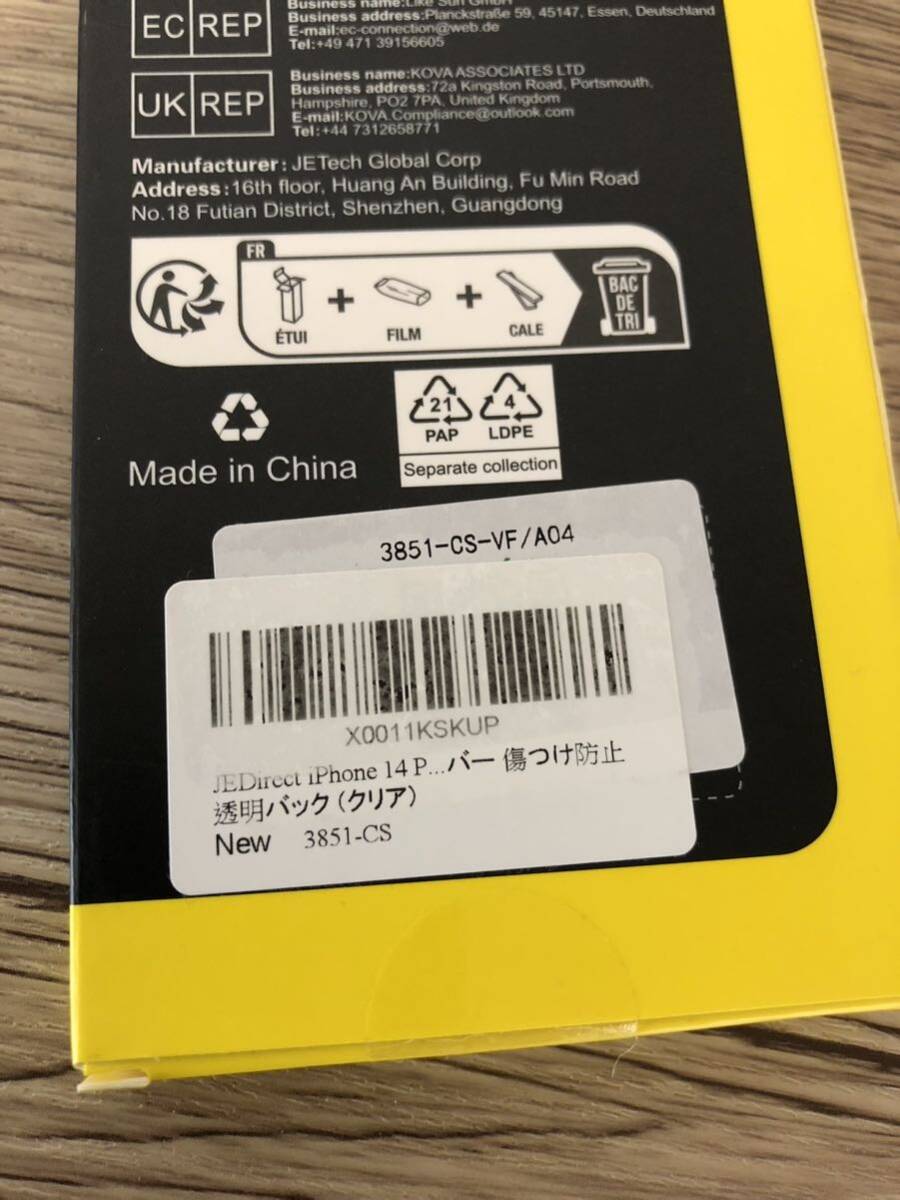 Business name:Like Sun GmbH
EC REP
Business address:Planckstraße 59, 45147, Essen, Deutschland
E-mail:ec-connection@web.de
Tel:+49 471 39156605
UK REP
Business name:KOVA ASSOCIATES LTD
Business address:72a Kingston Road, Portsmouth,
Hampshire, PO2 7PA, United Kingdom
E-mail:KOVA.Compliance@outlook.com
Tel:+44 7312658771
Manufacturer: JETech Global Corp
Address:16th floor, Huang An Building, Fu Min Road
No.18 Futian District, Shenzhen, Guangdong
FR
ÉTUI + FILM + CALE
BAC
DE
TRI
21 4
PAP LDPE
Separate collection
Made in China
3851-CS-VF/A04
X0011KSKUP
JEDirect iPhone 14 P...バー 傷つけ防止
透明バック (クリア)
New 3851-CS